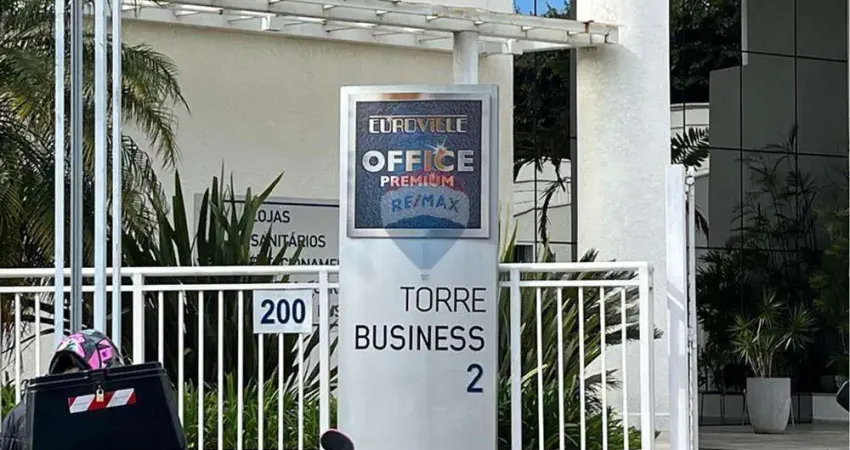 EUROVILLE
OFFICE
PREMIUM
RE/MAX
TORRE
BUSINESS
2
200
LOJAS
SANITÁRIOS